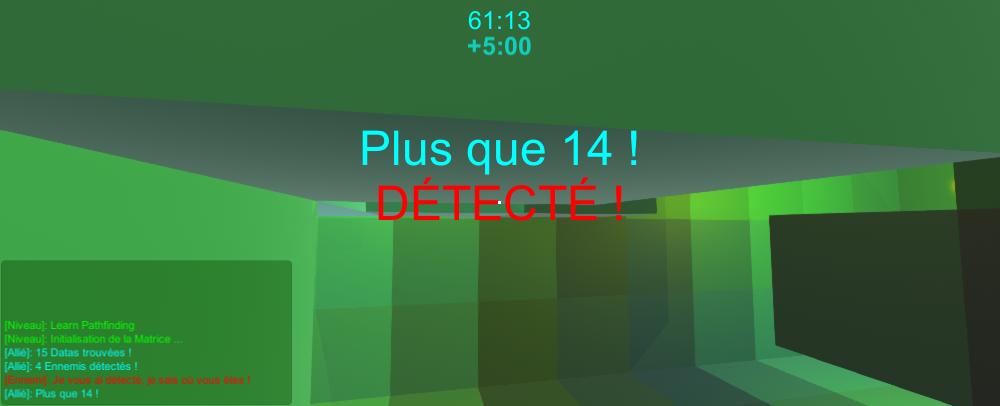 61:13
+5:00
Plus que 14 !
DÉTECTÉ !
[Niveau]: Learn Pathfinding
[Niveau]: Initialisation de la Matrice ...
[Allié]: 15 Datas trouvées !
[Allié]: 4 Ennemis détectés !
[Ennemi]: Je vous ai détecté, je sais où vous êtes !
[Allié]: Plus que 14 !